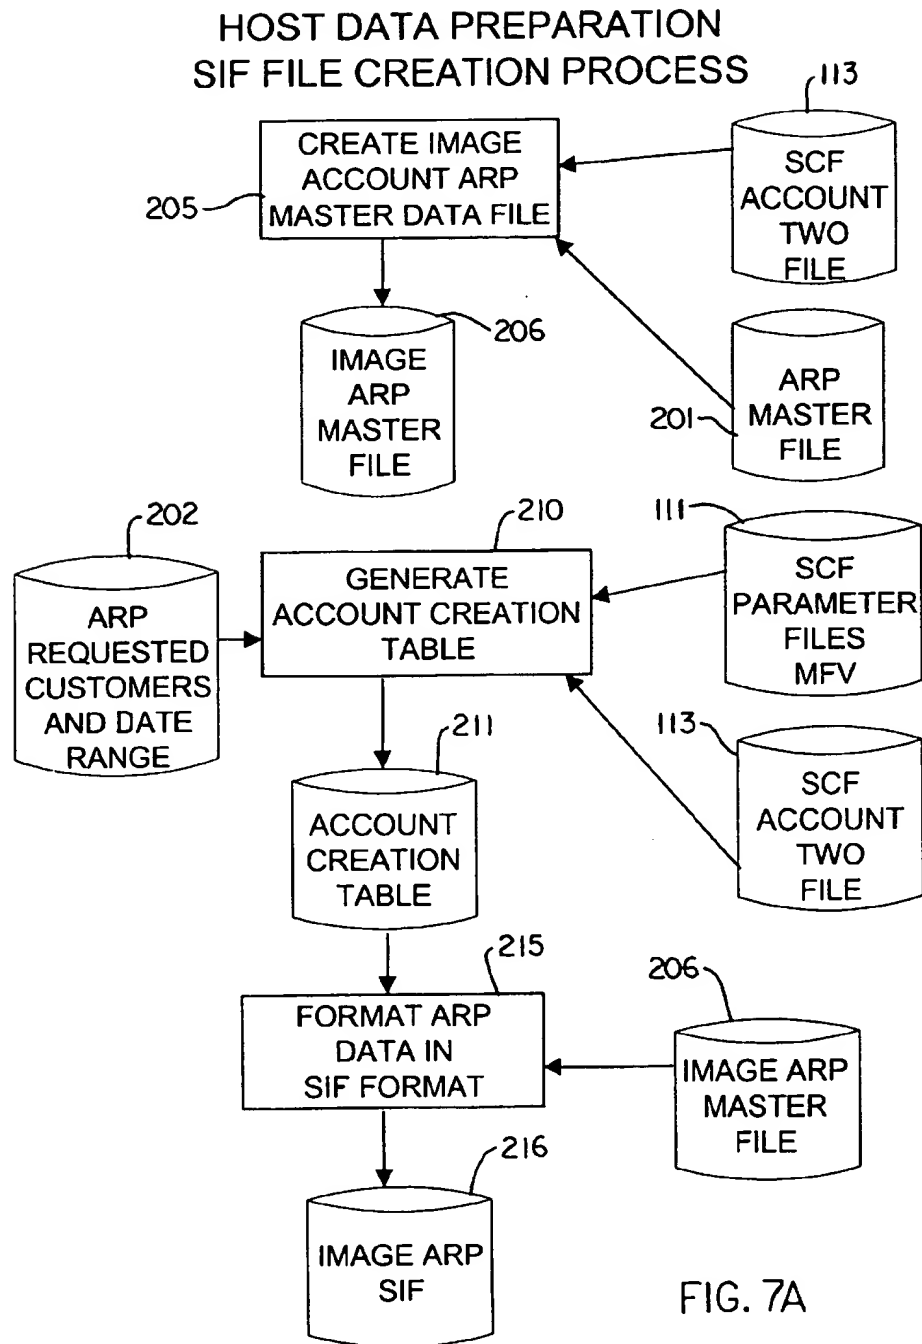 HOST DATA PREPARATION
SIF FILE CREATION PROCESS
113
CREATE IMAGE
ACCOUNT ARP
MASTER DATA FILE
205
SCF
ACCOUNT
TWO
FILE
206
IMAGE
ARP
MASTER
FILE
ARP
MASTER
FILE
201
202
210
111
ARP
REQUESTED
CUSTOMERS
AND DATE
RANGE
GENERATE
ACCOUNT CREATION
TABLE
SCF
PARAMETER
FILES
MFV
211
113
ACCOUNT
CREATION
TABLE
SCF
ACCOUNT
TWO
FILE
215
206
FORMAT ARP
DATA IN
SIF FORMAT
IMAGE ARP
MASTER
FILE
216
IMAGE ARP
SIF
FIG. 7A